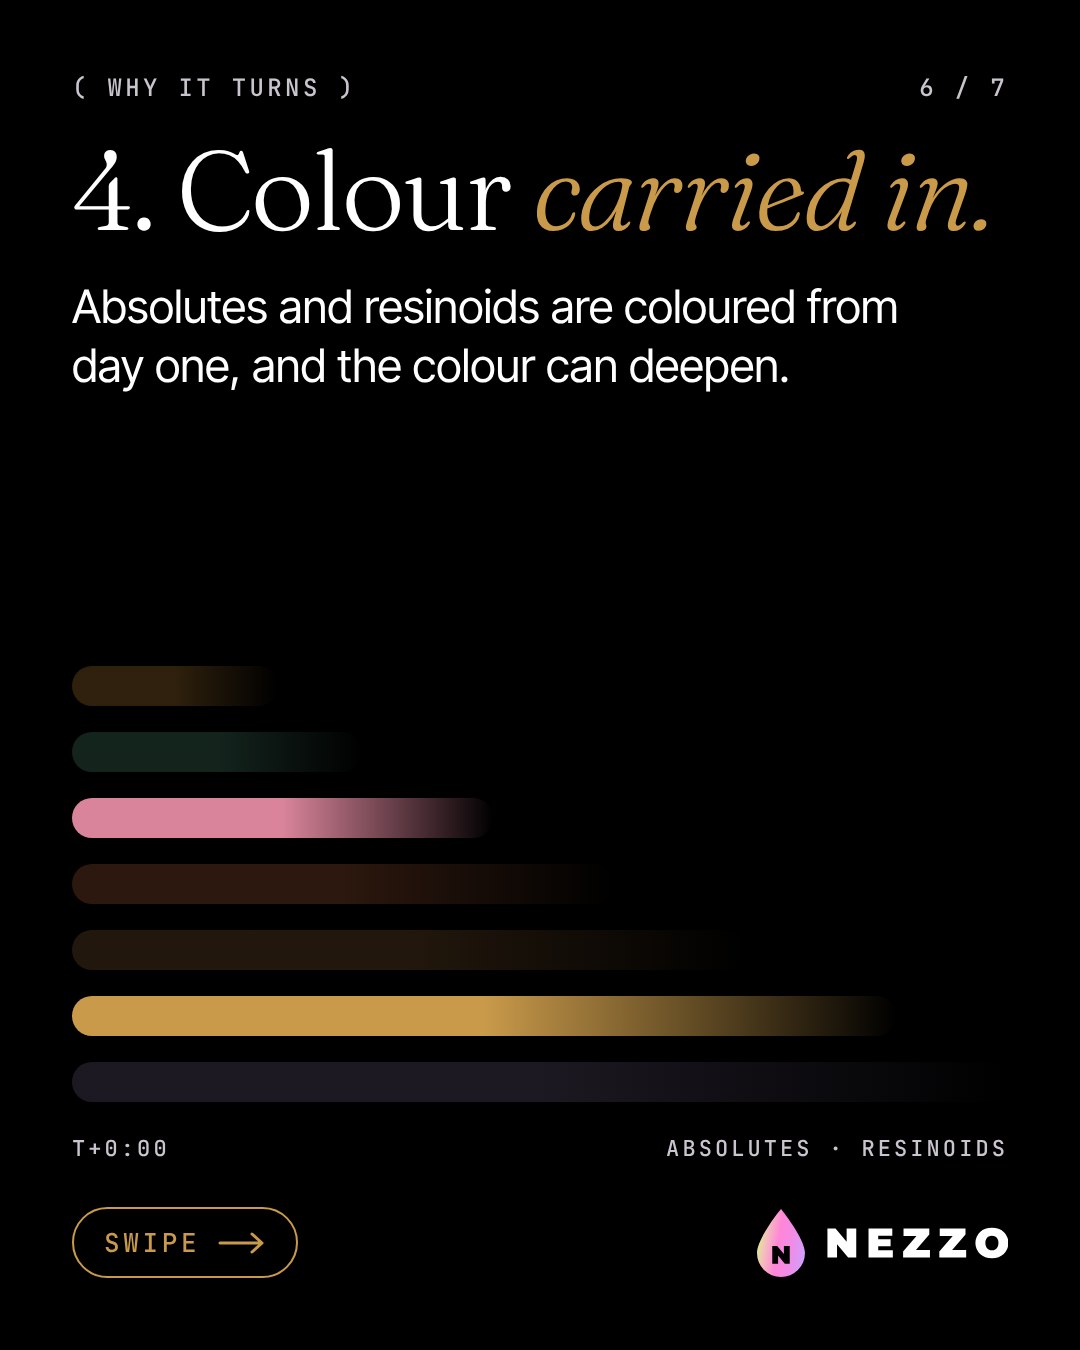 ( WHY IT TURNS )
6 / 7
4. Colour carried in.
Absolutes and resinoids are coloured from
day one, and the colour can deepen.
T+0:00
ABSOLUTES · RESINOIDS
SWIPE →
N NEZZO